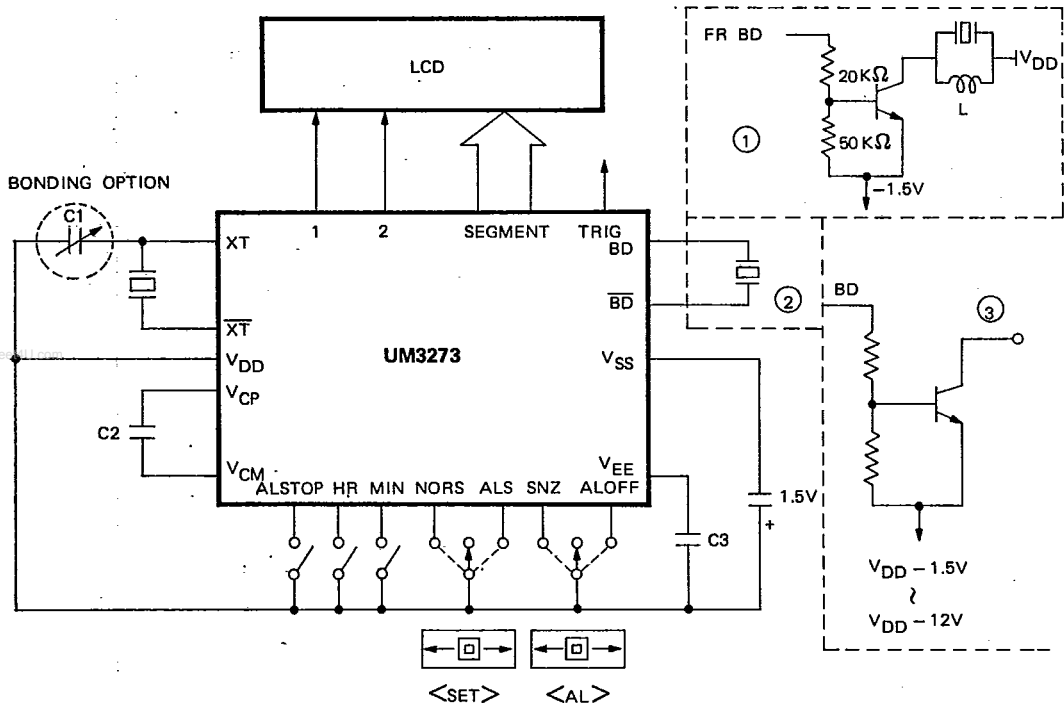 LCD
FR BD
20KΩ
50KΩ
VDD
L
①
-1.5V
BONDING OPTION
C1
XT
1
2
SEGMENT
TRIG
BD
X̅T̅
B̅D̅
②
BD
③
VDD
UM3273
VSS
VCP
C2
VCM
VEE
ALSTOP HR MIN NORS ALS SNZ ALOFF
1.5V
+
C3
VDD -1.5V
~
VDD -12V
<SET>
<AL>